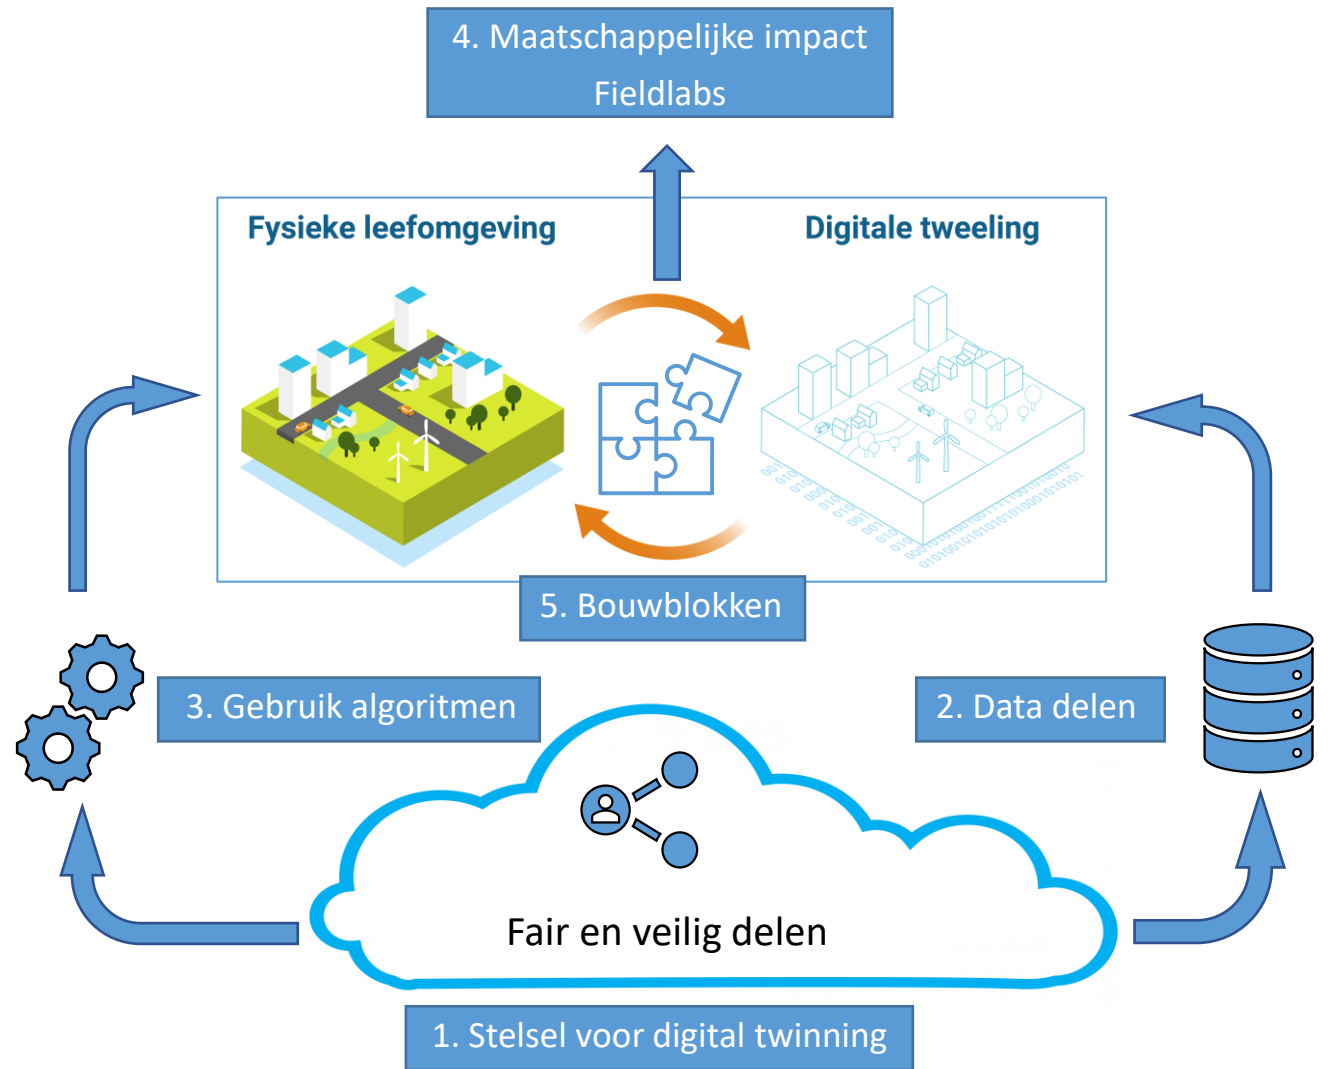 4. Maatschappelijke impact
Fieldlabs
Fysieke leefomgeving
Digitale tweeling
5. Bouwblokken
3. Gebruik algoritmen
2. Data delen
Fair en veilig delen
1. Stelsel voor digital twinning